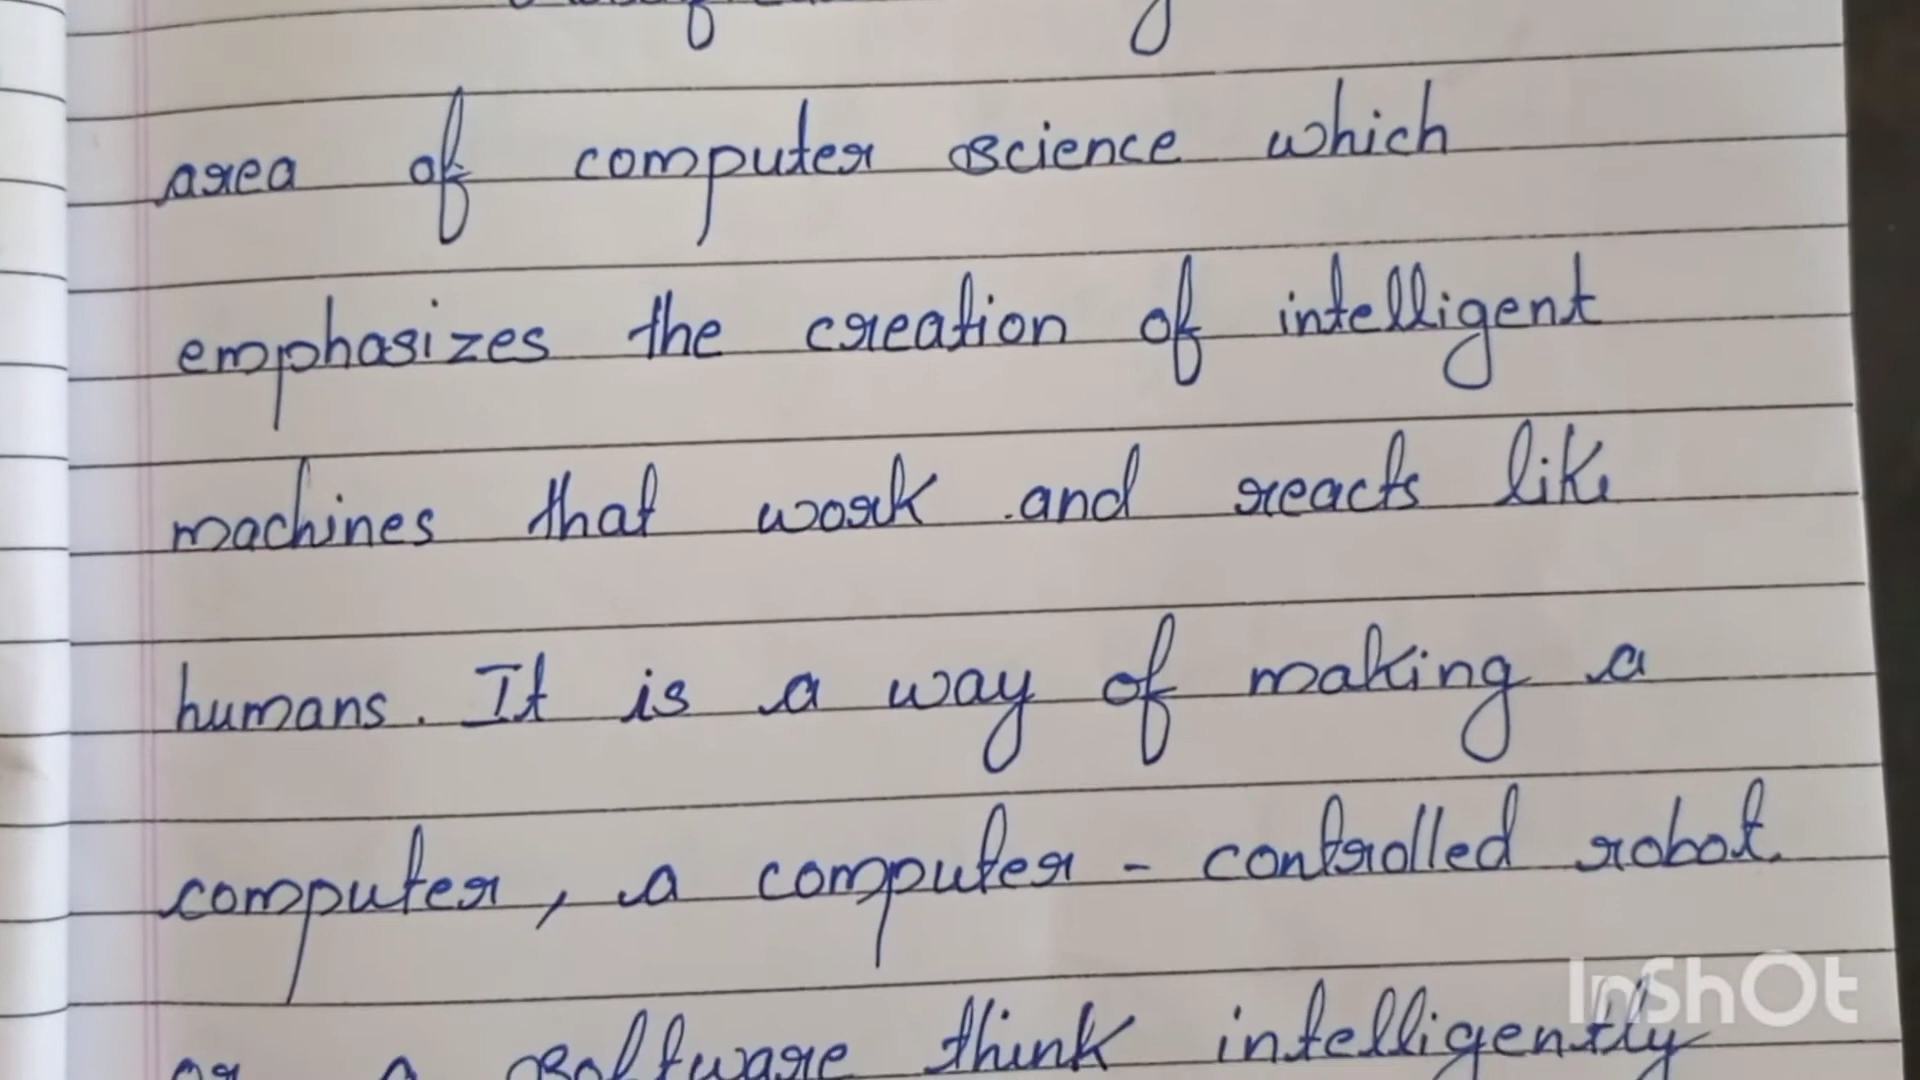 area of computer science which
emphasizes the creation of intelligent
machines that work and reacts like
humans. It is a way of making a
computer, a computer - controlled robot.
or a software think intelligently
InShOt